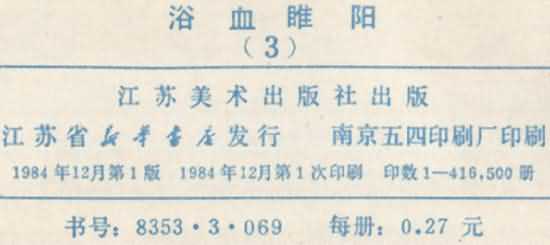 浴血睢阳
（3）
江苏美术出版社出版
江苏省新华书店发行 南京五四印刷厂印刷
1984年12月第1版 1984年12月第1次印刷 印数1—416,500册
书号：8353·3·069 每册：0.27元